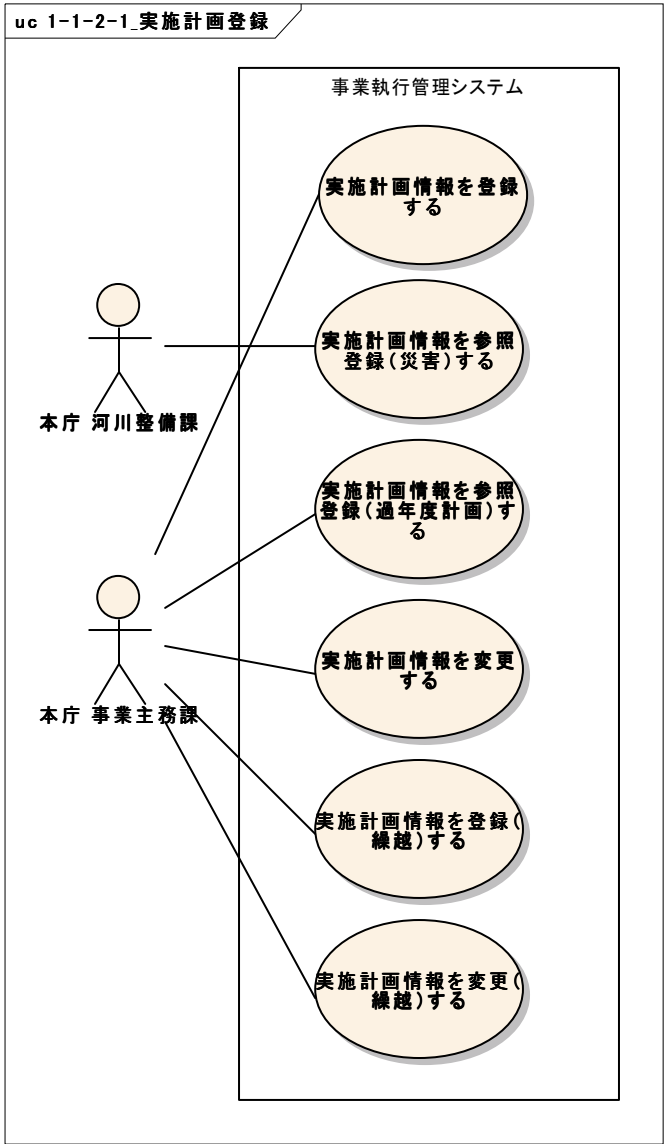 uc 1-1-2-1_実施計画登録
事業執行管理システム
実施計画情報を登録
する
実施計画情報を参照
登録(災害)する
本庁 河川整備課
実施計画情報を参照
登録(過年度計画)す
る
実施計画情報を変更
する
本庁 事業主務課
実施計画情報を登録(
繰越)する
実施計画情報を変更(
繰越)する